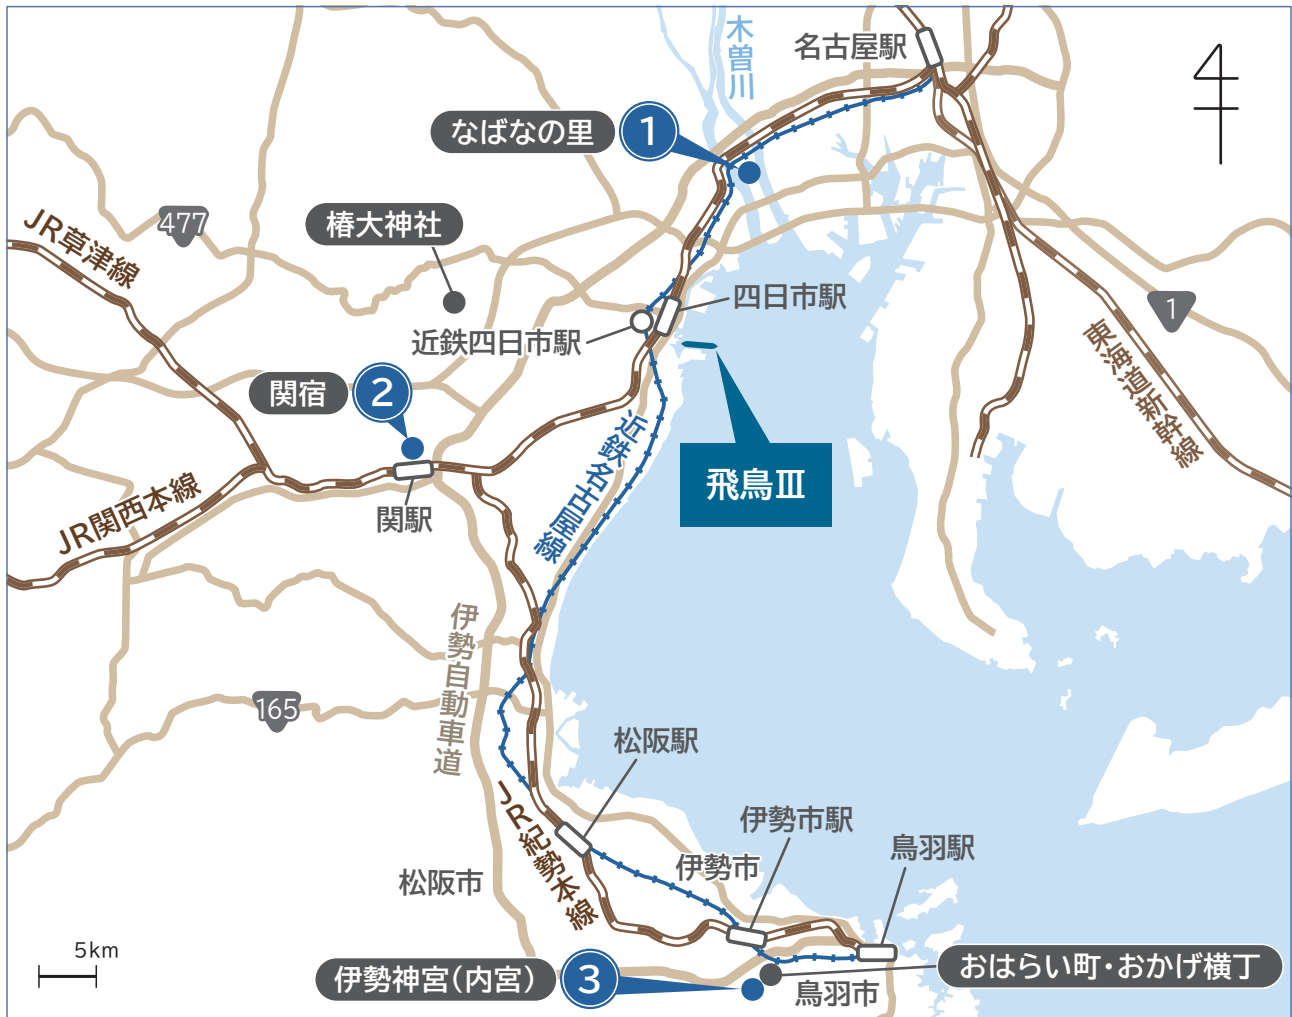 木曽川
名古屋駅
なばなの里
1
477
椿大神社
JR草津線
四日市駅
近鉄四日市駅
1
東海道新幹線
関宿
2
近鉄名古屋線
飛鳥Ⅲ
JR関西本線
関駅
伊勢自動車道
165
松阪駅
JR紀勢本線
伊勢市駅
鳥羽駅
伊勢市
松阪市
5km
伊勢神宮(内宮)
3
おはらい町・おかげ横丁
鳥羽市